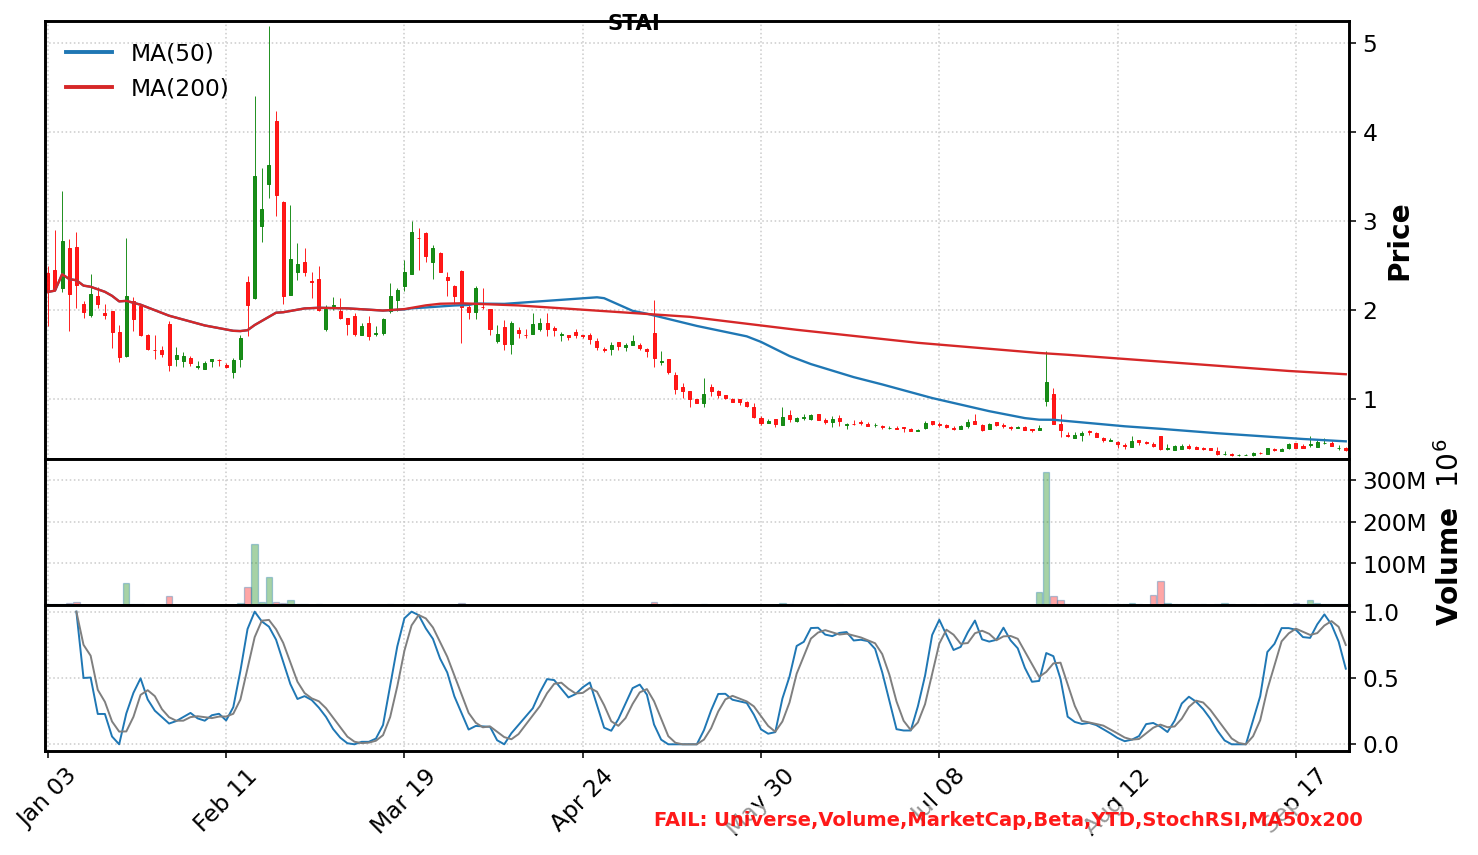 STAI
MA(50)
MA(200)
5
4
3
2
1
Price
300M
200M
100M
Volume 10^6
1.0
0.5
0.0
Jan 03
Feb 11
Mar 19
Apr 24
May 30
Jul 08
Aug 12
Sep 17
FAIL: Universe,Volume,MarketCap,Beta,YTD,StochRSI,MA50x200